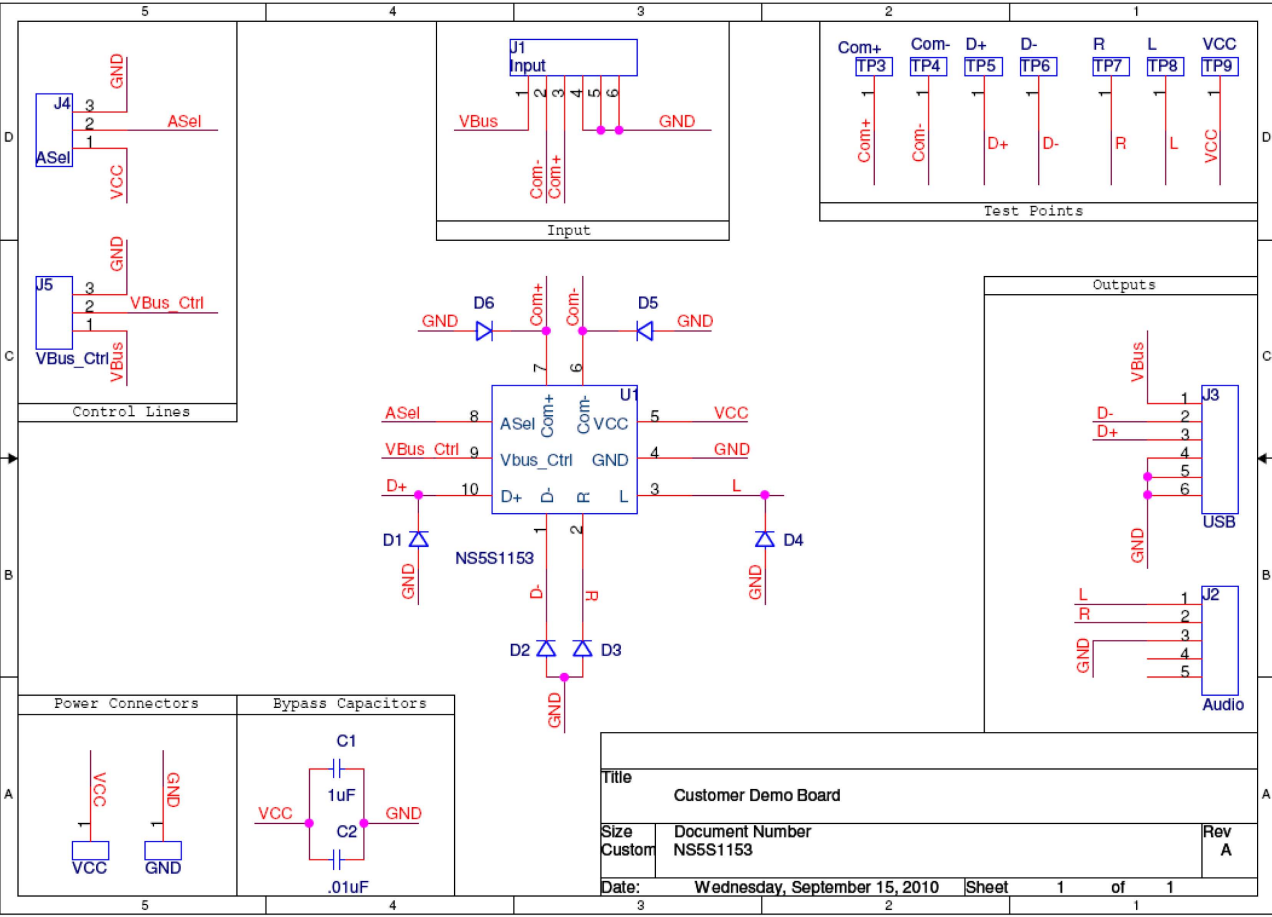 5 4 3 2 1
D
C
B
A
D
C
B
A
J4
ASel
3
2
1
GND
ASel
VCC
J5
VBus_Ctrl
3
2
1
GND
VBus_Ctrl
VBus
Control Lines
J1
Input
1 2 3 4 5 6
VBus
GND
Com-
Com+
Input
Com+ Com- D+ D- R L VCC
TP3 TP4 TP5 TP6 TP7 TP8 TP9
1 1 1 1 1 1 1
Com+ Com- D+ D- R L VCC
Test Points
D6
GND
Com+
Com-
D5
GND
7
6
U1
ASel 8 ASel
Com+
Com-
VCC 5 VCC
VBus_Ctrl 9 Vbus_Ctrl
GND 4 GND
D+ 10 D+ D- R L 3 L
1
2
D1
GND
NS5S1153
D4
GND
D-
R
D2
D3
GND
Outputs
VBus
D-
D+
GND
1
2
3
4
5
6
J3
USB
L
R
GND
1
2
3
4
5
J2
Audio
Power Connectors
VCC
GND
1
1
VCC
GND
Bypass Capacitors
C1
1uF
VCC
GND
C2
.01uF
Title
Customer Demo Board
Size
Custom
Document Number
NS5S1153
Rev
A
Date: Wednesday, September 15, 2010 Sheet 1 of 1
5 4 3 2 1